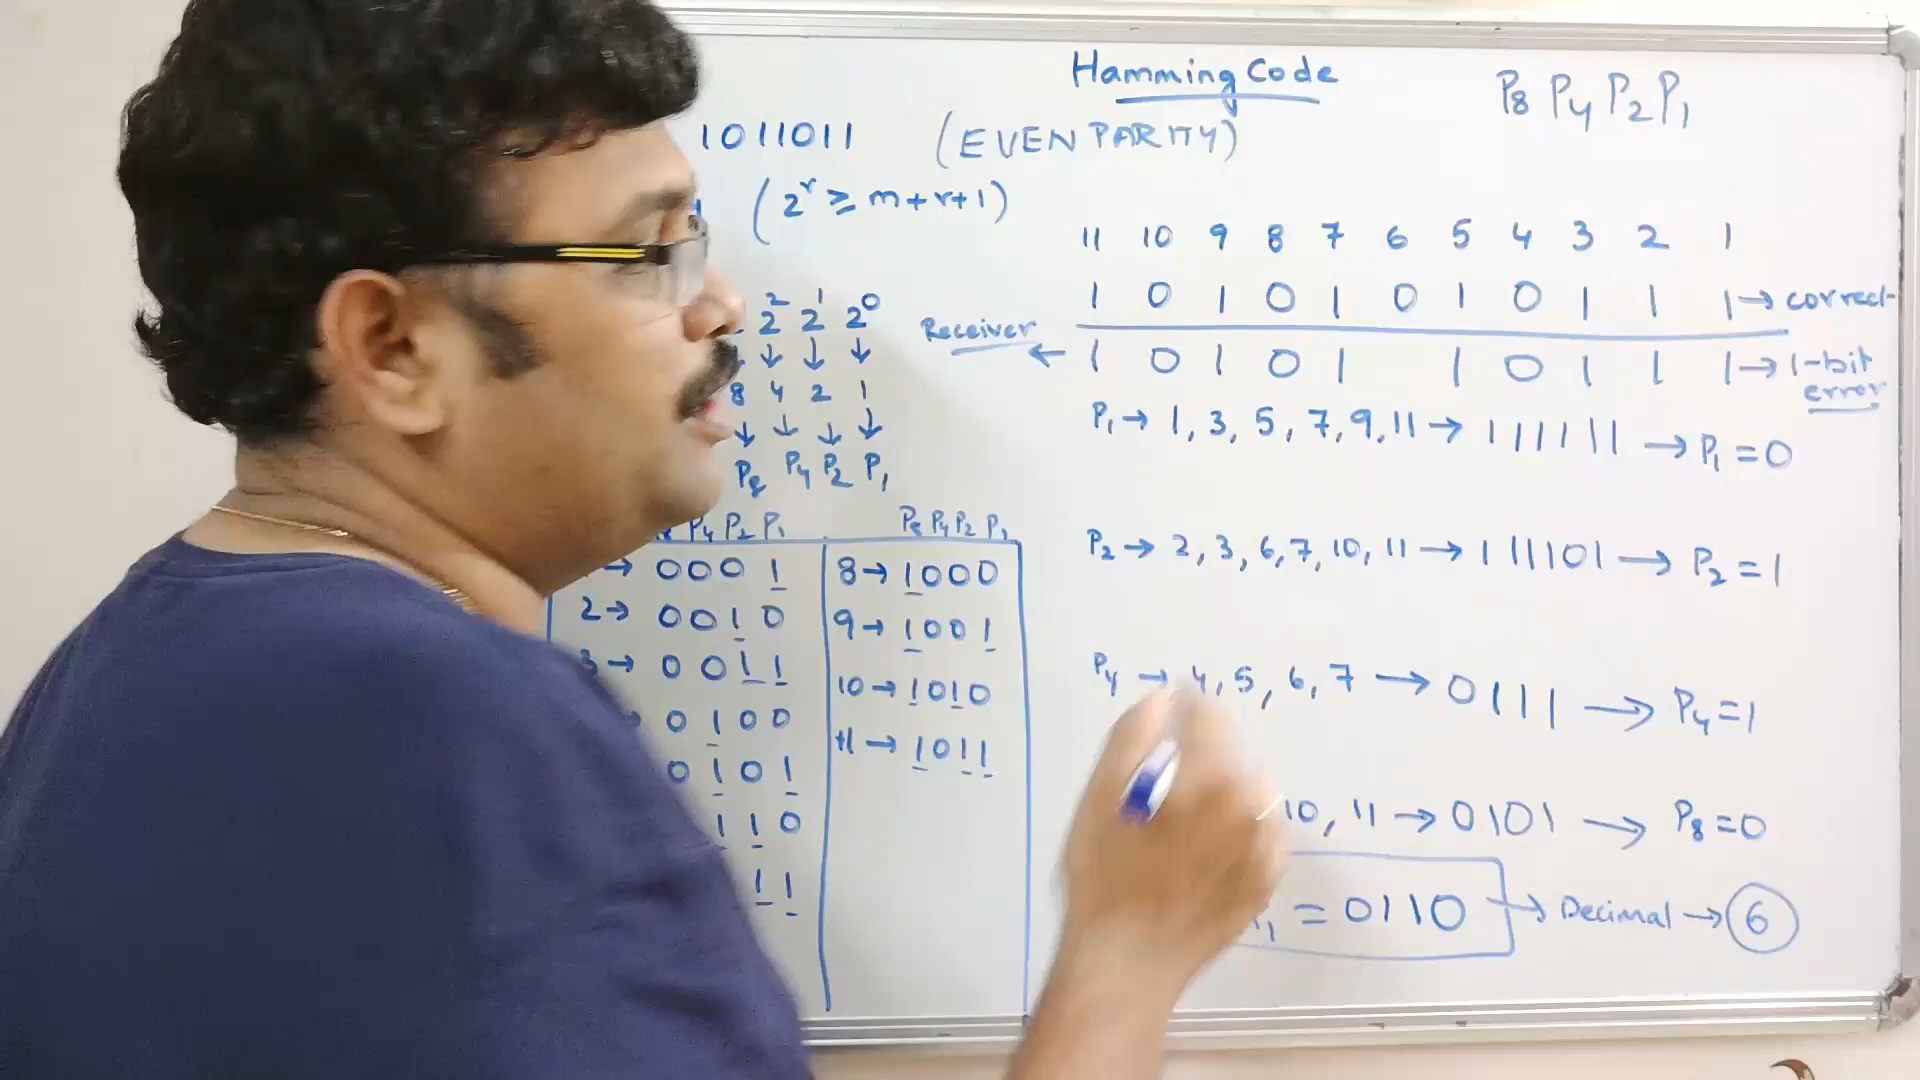 Hamming Code
P8 P4 P2 P1
1011011 (EVEN PARITY)
(2^r ≥ m+r+1)
2^2 2^1 2^0
↓ ↓ ↓ ↓
8 4 2 1
↓ ↓ ↓ ↓
P8 P4 P2 P1
11 10 9 8 7 6 5 4 3 2 1
1 0 1 0 1 0 1 0 1 1 1 → correct
Receiver ← 1 0 1 0 1 1 0 1 1 1 → 1-bit error
P1 → 1, 3, 5, 7, 9, 11 → 111111 → P1 = 0
P2 → 2, 3, 6, 7, 10, 11 → 111101 → P2 = 1
P4 → 4, 5, 6, 7 → 0111 → P4 = 1
10, 11 → 0101 → P8 = 0
1 = 0110 → Decimal → 6
P4 P2 P1
→ 0001
2 → 0010
3 → 0011
0100
0101
110
11
P8 P4 P2 P1
8 → 1000
9 → 1001
10 → 1010
11 → 1011